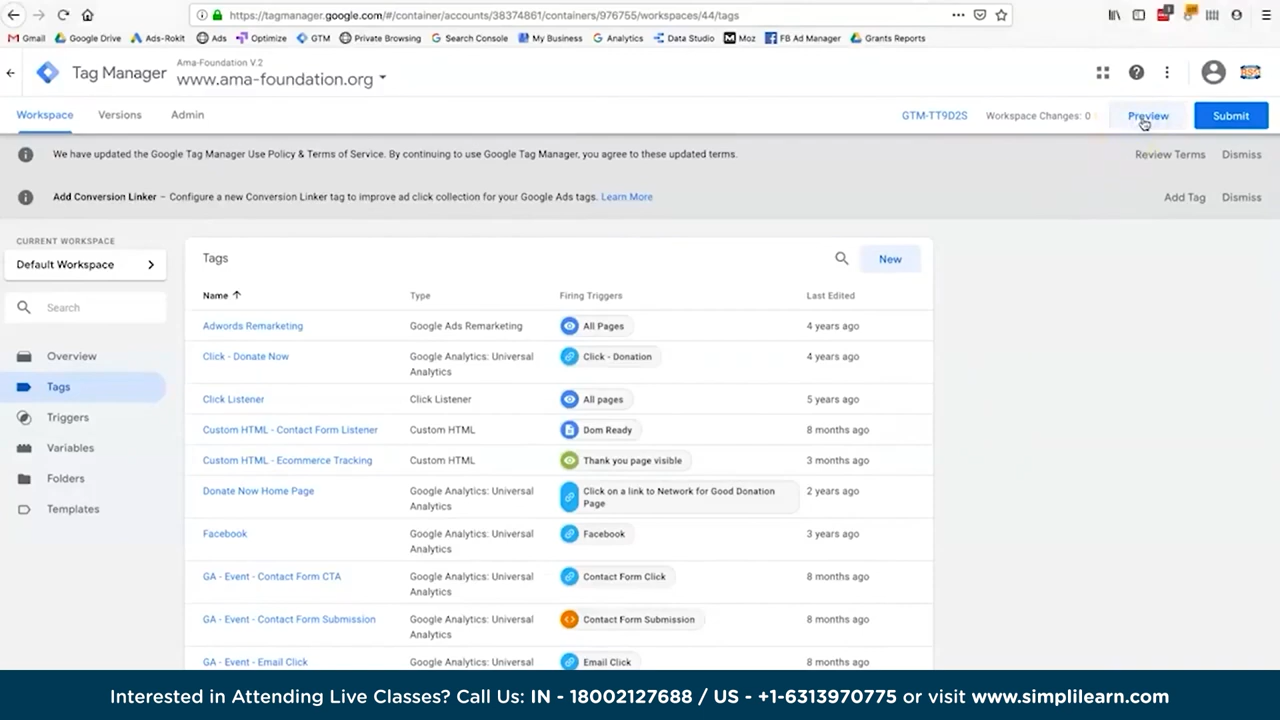 https://tagmanager.google.com/#/container/accounts/38374861/containers/976755/workspaces/44/tags
Gmail Google Drive Ads-Rokit Ads Optimize GTM Private Browsing Search Console My Business Analytics Data Studio Moz FB Ad Manager Grants Reports
Ama-Foundation V.2
Tag Manager www.ama-foundation.org
Workspace Versions Admin GTM-TT9D2S Workspace Changes: 0 Preview Submit
We have updated the Google Tag Manager Use Policy & Terms of Service. By continuing to use Google Tag Manager, you agree to these updated terms. Review Terms Dismiss
Add Conversion Linker – Configure a new Conversion Linker tag to improve ad click collection for your Google Ads tags. Learn More Add Tag Dismiss
CURRENT WORKSPACE
Default Workspace
Search
Overview
Tags
Triggers
Variables
Folders
Templates
Tags New
Name Type Firing Triggers Last Edited
Adwords Remarketing Google Ads Remarketing All Pages 4 years ago
Click - Donate Now Google Analytics: Universal Click - Donation 4 years ago
Analytics
Click Listener Click Listener All pages 5 years ago
Custom HTML - Contact Form Listener Custom HTML Dom Ready 8 months ago
Custom HTML - Ecommerce Tracking Custom HTML Thank you page visible 3 months ago
Donate Now Home Page Google Analytics: Universal Click on a link to Network for Good Donation 2 years ago
Analytics Page
Facebook Google Analytics: Universal Facebook 3 years ago
Analytics
GA - Event - Contact Form CTA Google Analytics: Universal Contact Form Click 8 months ago
Analytics
GA - Event - Contact Form Submission Google Analytics: Universal Contact Form Submission 8 months ago
Analytics
GA - Event - Email Click Google Analytics: Universal Email Click 8 months ago
Interested in Attending Live Classes? Call Us: IN - 18002127688 / US - +1-6313970775 or visit www.simplilearn.com